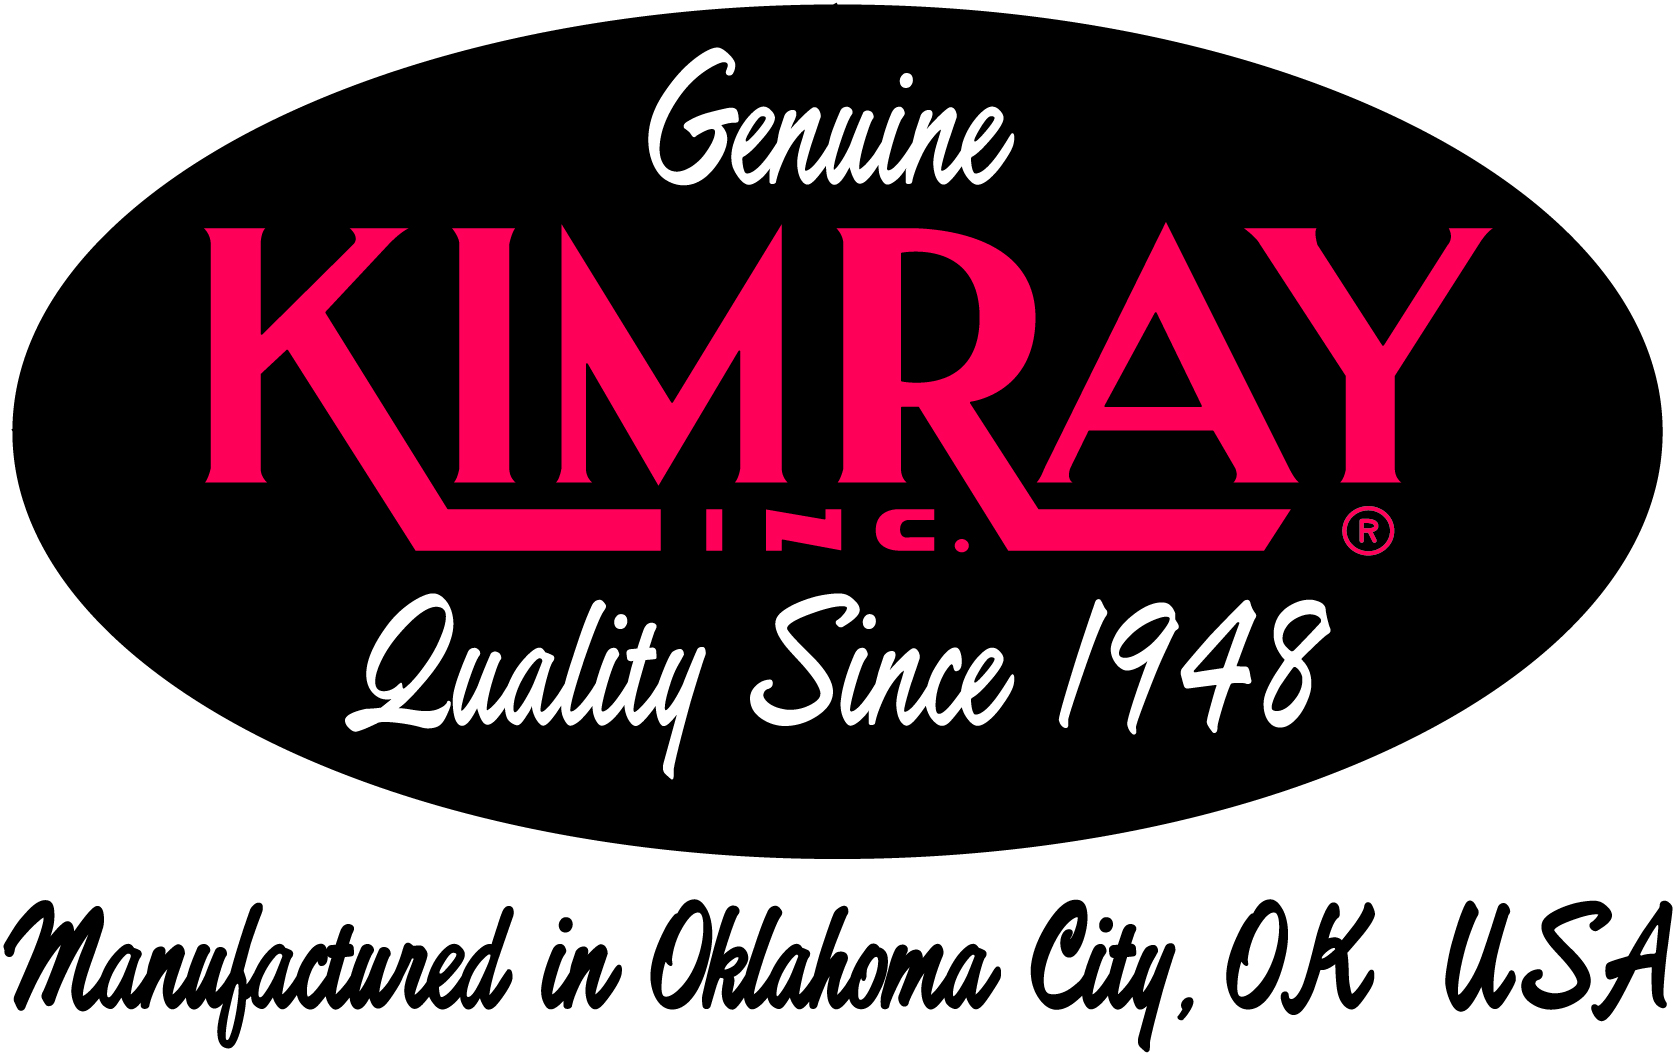 Genuine
KIMRAY
INC. ®
Quality Since 1948
Manufactured in Oklahoma City, OK USA